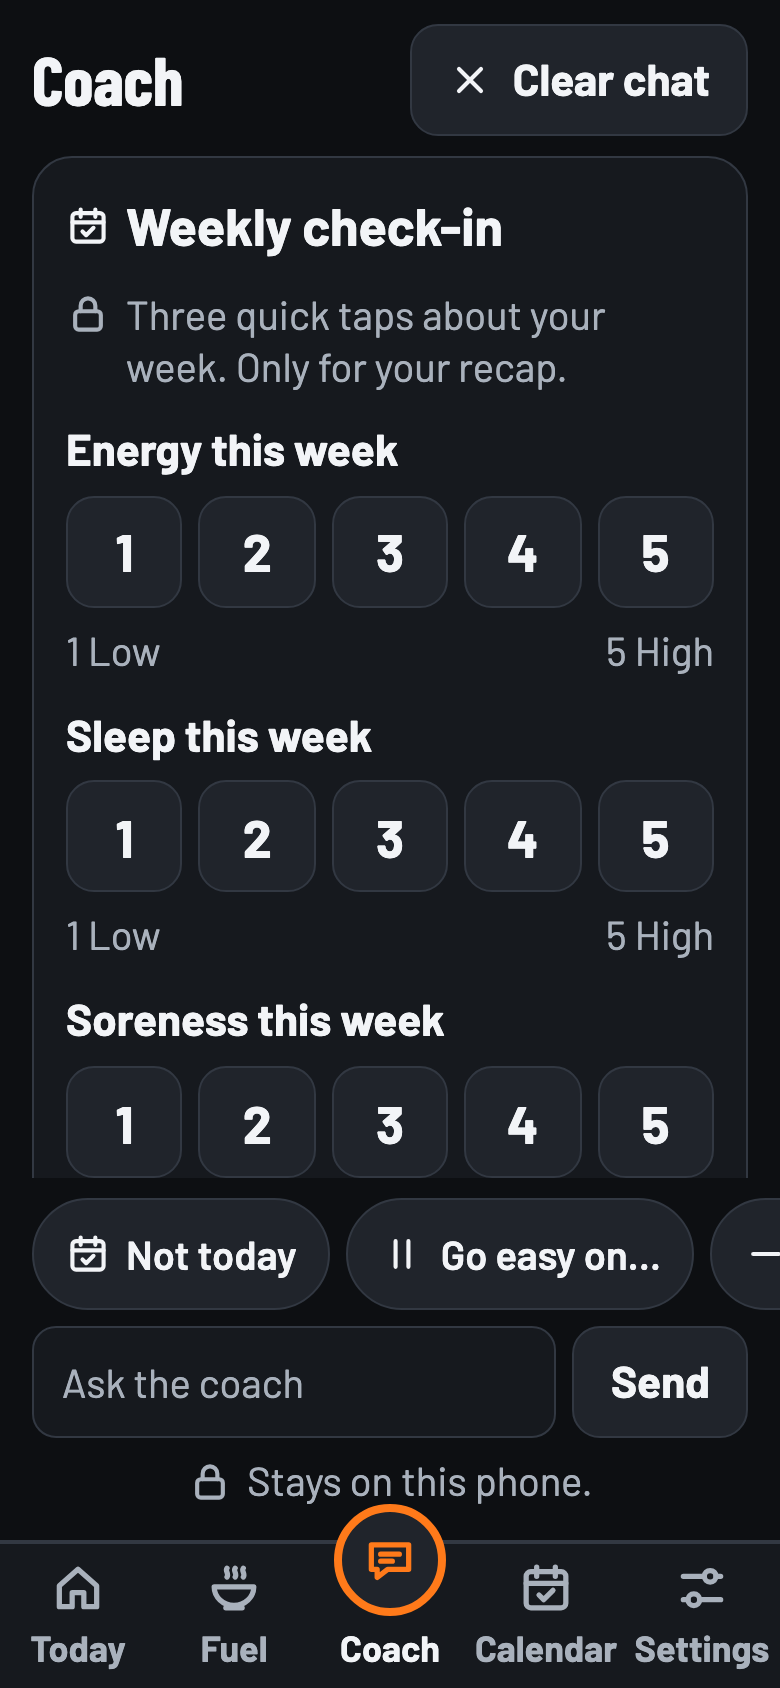 Coach
Clear chat
Weekly check-in
Three quick taps about your
week. Only for your recap.
Energy this week
1 2 3 4 5
1 Low 5 High
Sleep this week
1 2 3 4 5
1 Low 5 High
Soreness this week
1 2 3 4 5
Not today Go easy on...
Ask the coach Send
Stays on this phone.
Today Fuel Coach Calendar Settings